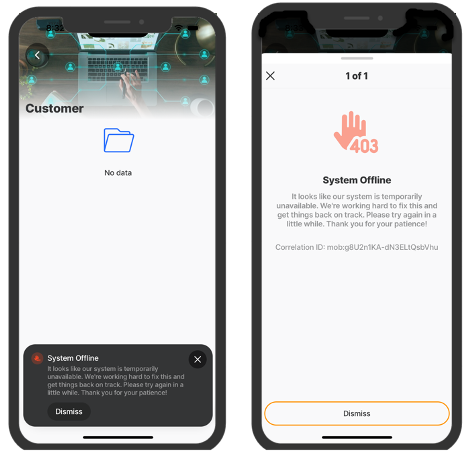 8:32
Customer
No data
System Offline
It looks like our system is temporarily
unavailable. We're working hard to fix this and
get things back on track. Please try again in a
little while. Thank you for your patience!
Dismiss
1 of 1
403
System Offline
It looks like our system is temporarily
unavailable. We're working hard to fix this and
get things back on track. Please try again in a
little while. Thank you for your patience!
Correlation ID: mob:g8U2n1KA-dN3ELtQsbVhu
Dismiss